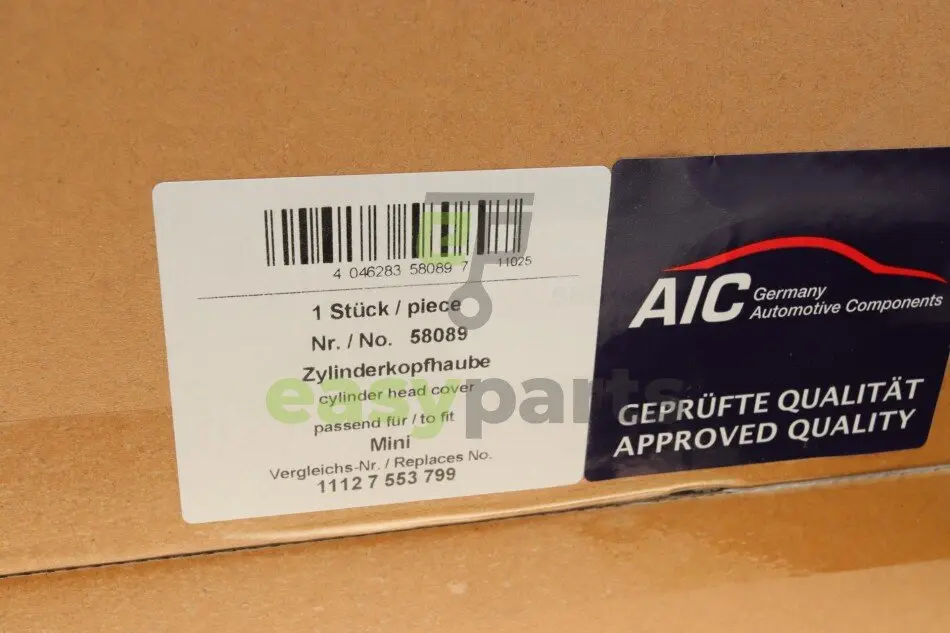 4 046283 58089 7 11025
1 Stück / piece
Nr. / No. 58089
Zylinderkopfhaube
cylinder head cover
passend für / to fit
Mini
Vergleichs-Nr. / Replaces No.
1112 7 553 799
easyparts
AIC Germany
Automotive Components
GEPRÜFTE QUALITÄT
APPROVED QUALITY